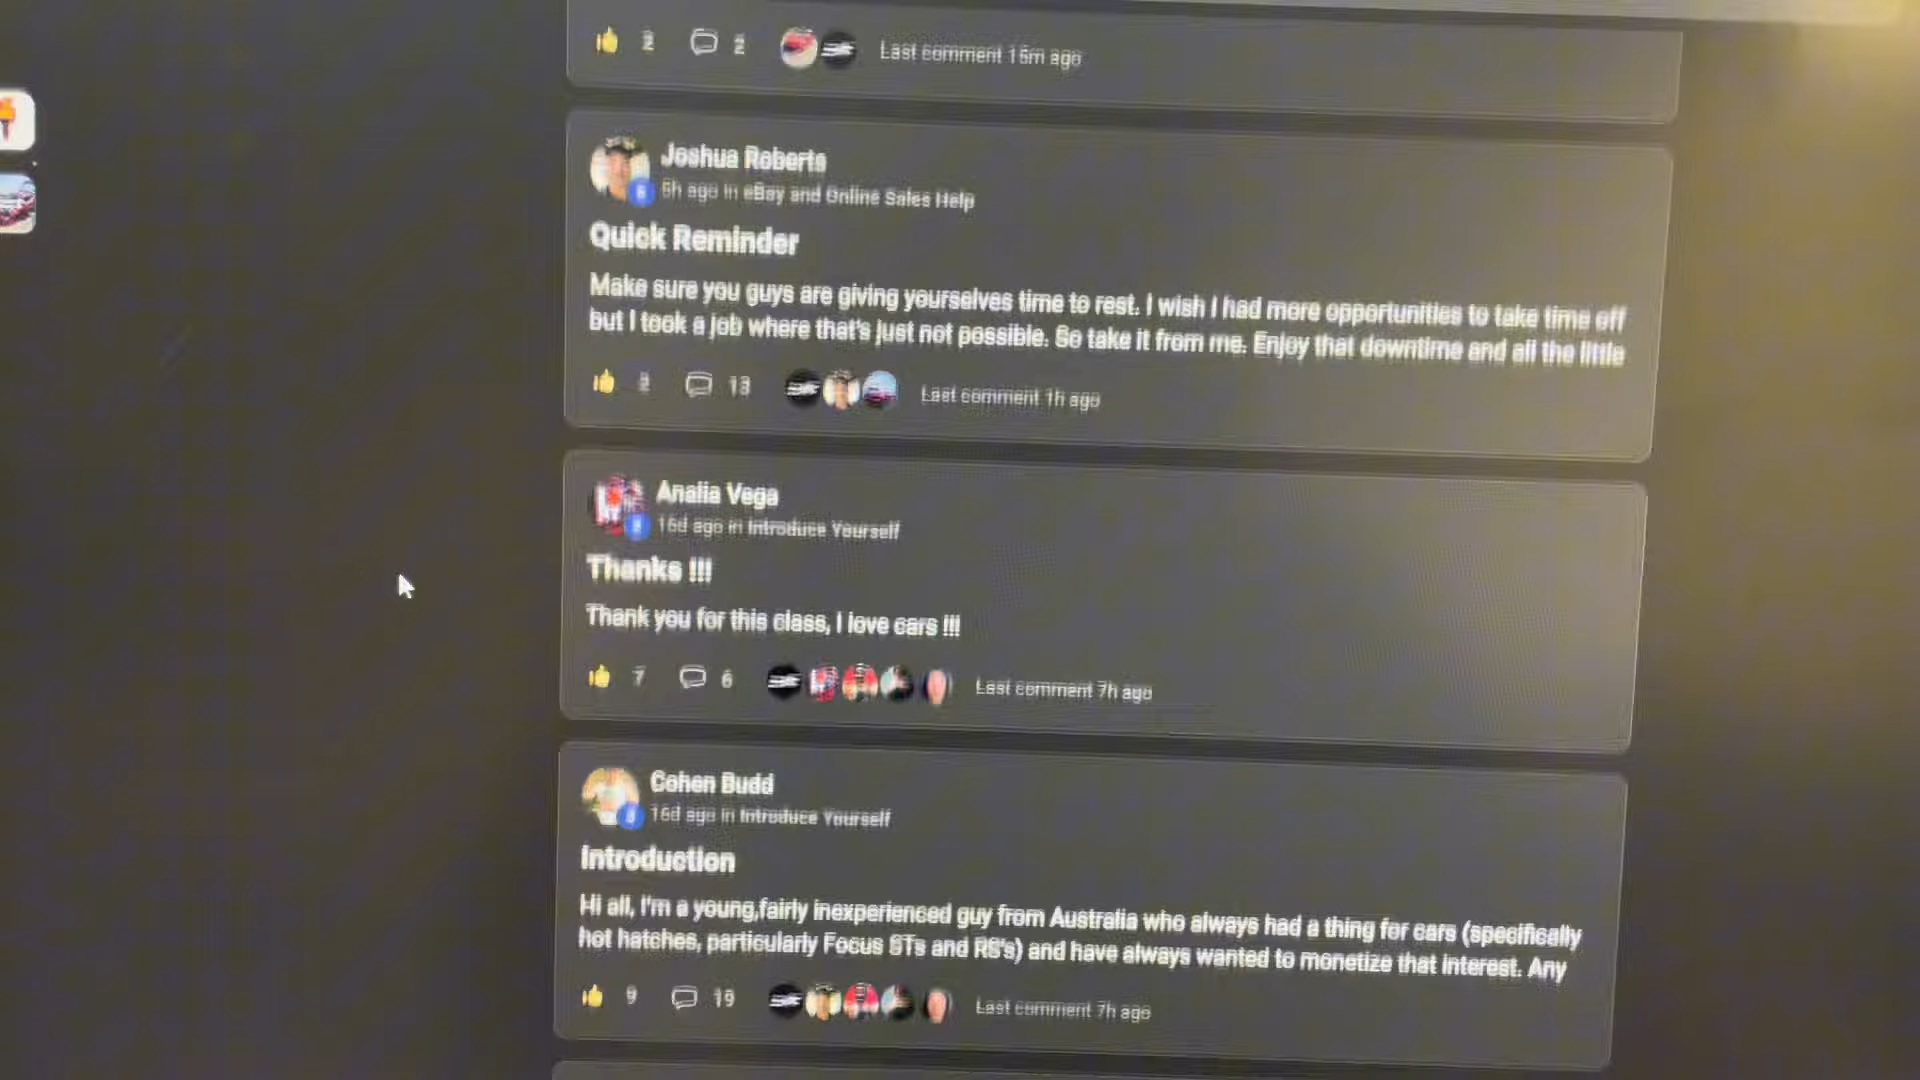 2 2 Last comment 15m ago
Joshua Roberts
6h ago in eBay and Online Sales Help
Quick Reminder
Make sure you guys are giving yourselves time to rest. I wish I had more opportunities to take time off
but I took a job where that's just not possible. So take it from me. Enjoy that downtime and all the little
2 13 Last comment 1h ago
Analia Vega
16d ago in Introduce Yourself
Thanks !!!
Thank you for this class, I love cars !!!
7 6 Last comment 7h ago
Cohen Budd
16d ago in Introduce Yourself
Introduction
Hi all, I'm a young,fairly inexperienced guy from Australia who always had a thing for cars (specifically
hot hatches, particularly Focus STs and RS's) and have always wanted to monetize that interest. Any
9 19 Last comment 7h ago